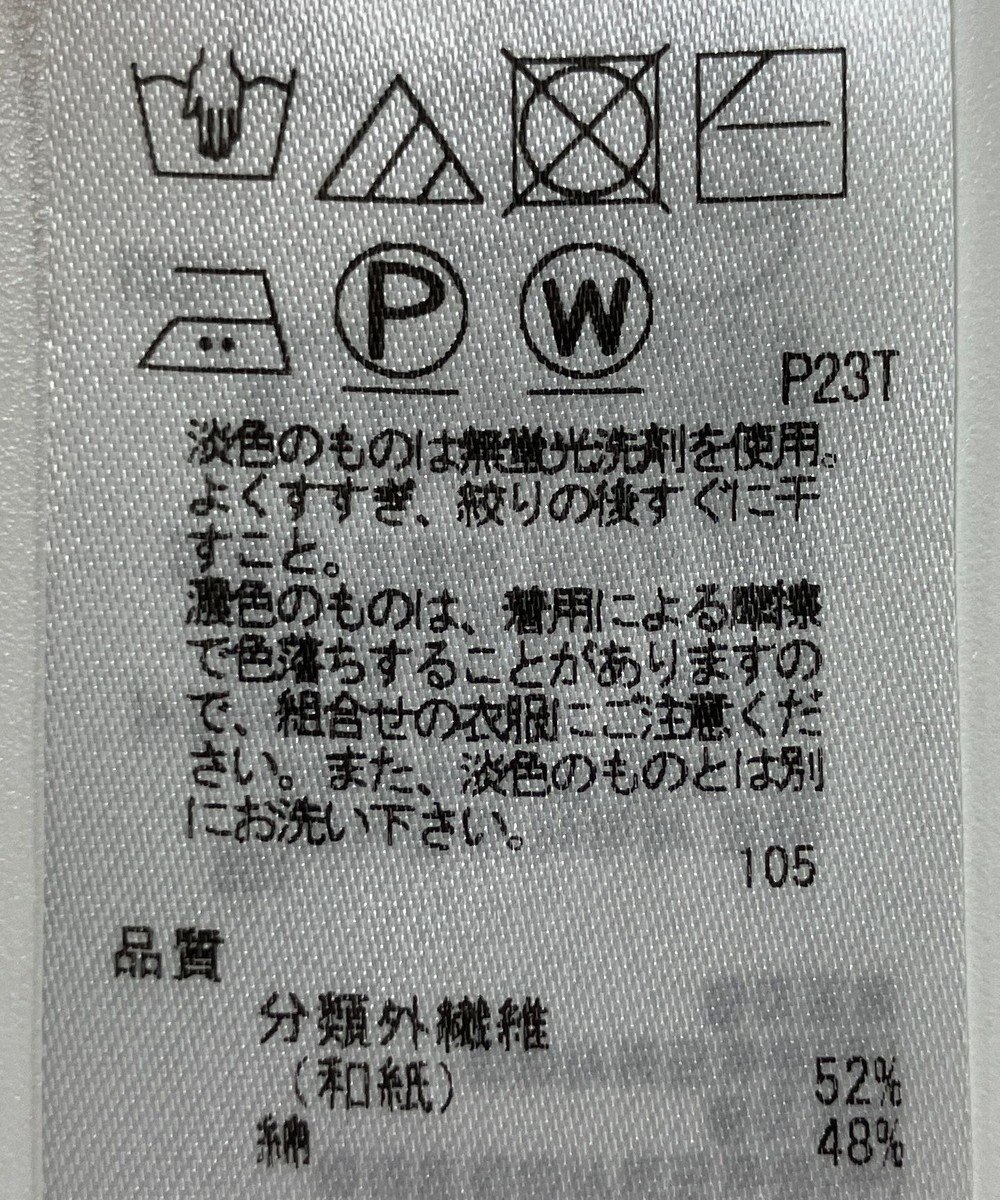 P
W
P23T
淡色のものは無蛍光洗剤を使用。
よくすすぎ、絞りの後すぐに干
すこと。
濃色のものは、着用による摩擦
で色落ちすることがありますの
で、組合せの衣服にご注意くだ
さい。また、淡色のものとは別
にお洗い下さい。
105
品質
分類外繊維
(和紙) 52%
綿 48%